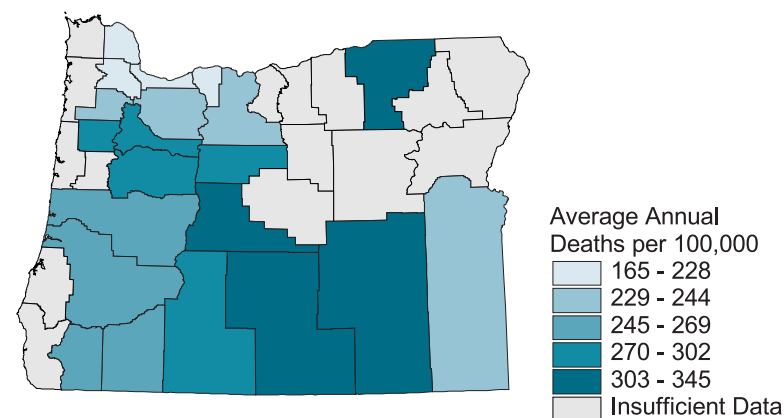 Average Annual
Deaths per 100,000
165 - 228
229 - 244
245 - 269
270 - 302
303 - 345
Insufficient Data